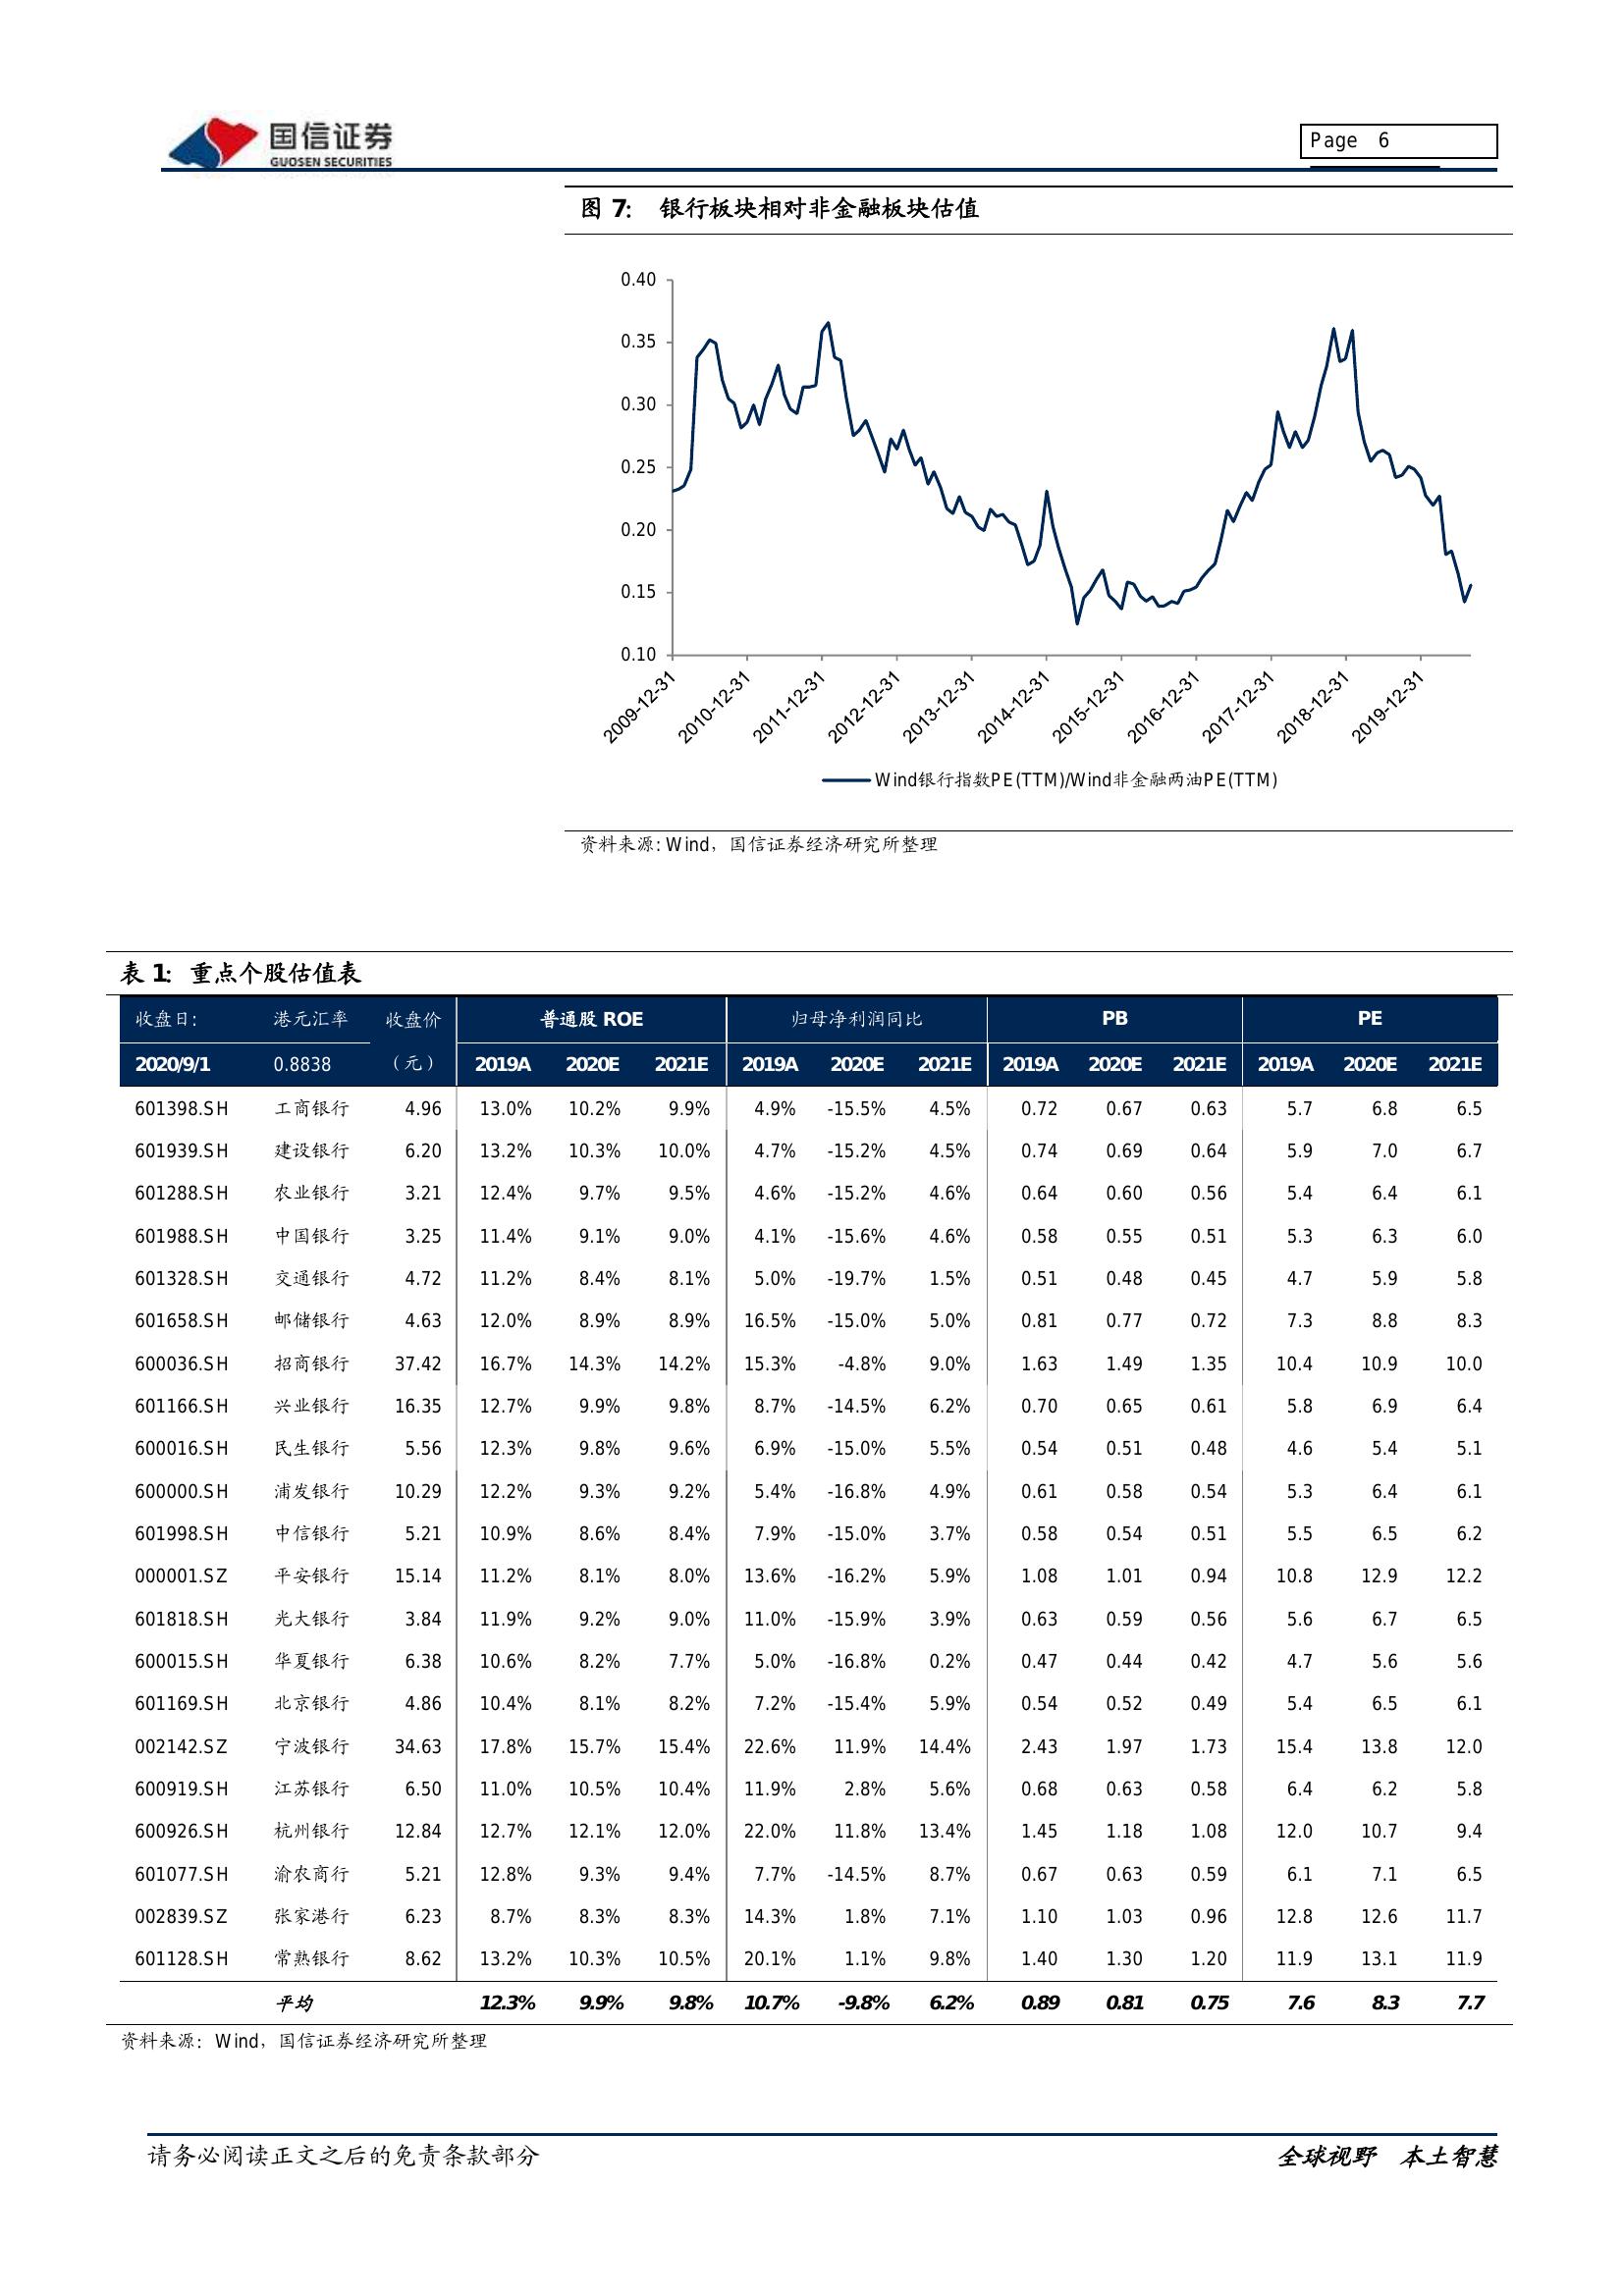 国信证券
GUOSEN SECURITIES
Page 6
图 7: 银行板块相对非金融板块估值
0.40
0.35
0.30
0.25
0.20
0.15
0.10
2009-12-31 2010-12-31 2011-12-31 2012-12-31 2013-12-31 2014-12-31 2015-12-31 2016-12-31 2017-12-31 2018-12-31 2019-12-31
Wind银行指数PE(TTM)/Wind非金融两油PE(TTM)
资料来源: Wind，国信证券经济研究所整理
表 1: 重点个股估值表
收盘日: 港元汇率 收盘价 普通股 ROE 归母净利润同比 PB PE
2020/9/1 0.8838 （元） 2019A 2020E 2021E 2019A 2020E 2021E 2019A 2020E 2021E 2019A 2020E 2021E
601398.SH 工商银行 4.96 13.0% 10.2% 9.9% 4.9% -15.5% 4.5% 0.72 0.67 0.63 5.7 6.8 6.5
601939.SH 建设银行 6.20 13.2% 10.3% 10.0% 4.7% -15.2% 4.5% 0.74 0.69 0.64 5.9 7.0 6.7
601288.SH 农业银行 3.21 12.4% 9.7% 9.5% 4.6% -15.2% 4.6% 0.64 0.60 0.56 5.4 6.4 6.1
601988.SH 中国银行 3.25 11.4% 9.1% 9.0% 4.1% -15.6% 4.6% 0.58 0.55 0.51 5.3 6.3 6.0
601328.SH 交通银行 4.72 11.2% 8.4% 8.1% 5.0% -19.7% 1.5% 0.51 0.48 0.45 4.7 5.9 5.8
601658.SH 邮储银行 4.63 12.0% 8.9% 8.9% 16.5% -15.0% 5.0% 0.81 0.77 0.72 7.3 8.8 8.3
600036.SH 招商银行 37.42 16.7% 14.3% 14.2% 15.3% -4.8% 9.0% 1.63 1.49 1.35 10.4 10.9 10.0
601166.SH 兴业银行 16.35 12.7% 9.9% 9.8% 8.7% -14.5% 6.2% 0.70 0.65 0.61 5.8 6.9 6.4
600016.SH 民生银行 5.56 12.3% 9.8% 9.6% 6.9% -15.0% 5.5% 0.54 0.51 0.48 4.6 5.4 5.1
600000.SH 浦发银行 10.29 12.2% 9.3% 9.2% 5.4% -16.8% 4.9% 0.61 0.58 0.54 5.3 6.4 6.1
601998.SH 中信银行 5.21 10.9% 8.6% 8.4% 7.9% -15.0% 3.7% 0.58 0.54 0.51 5.5 6.5 6.2
000001.SZ 平安银行 15.14 11.2% 8.1% 8.0% 13.6% -16.2% 5.9% 1.08 1.01 0.94 10.8 12.9 12.2
601818.SH 光大银行 3.84 11.9% 9.2% 9.0% 11.0% -15.9% 3.9% 0.63 0.59 0.56 5.6 6.7 6.5
600015.SH 华夏银行 6.38 10.6% 8.2% 7.7% 5.0% -16.8% 0.2% 0.47 0.44 0.42 4.7 5.6 5.6
601169.SH 北京银行 4.86 10.4% 8.1% 8.2% 7.2% -15.4% 5.9% 0.54 0.52 0.49 5.4 6.5 6.1
002142.SZ 宁波银行 34.63 17.8% 15.7% 15.4% 22.6% 11.9% 14.4% 2.43 1.97 1.73 15.4 13.8 12.0
600919.SH 江苏银行 6.50 11.0% 10.5% 10.4% 11.9% 2.8% 5.6% 0.68 0.63 0.58 6.4 6.2 5.8
600926.SH 杭州银行 12.84 12.7% 12.1% 12.0% 22.0% 11.8% 13.4% 1.45 1.18 1.08 12.0 10.7 9.4
601077.SH 渝农商行 5.21 12.8% 9.3% 9.4% 7.7% -14.5% 8.7% 0.67 0.63 0.59 6.1 7.1 6.5
002839.SZ 张家港行 6.23 8.7% 8.3% 8.3% 14.3% 1.8% 7.1% 1.10 1.03 0.96 12.8 12.6 11.7
601128.SH 常熟银行 8.62 13.2% 10.3% 10.5% 20.1% 1.1% 9.8% 1.40 1.30 1.20 11.9 13.1 11.9
平均 12.3% 9.9% 9.8% 10.7% -9.8% 6.2% 0.89 0.81 0.75 7.6 8.3 7.7
资料来源: Wind，国信证券经济研究所整理
请务必阅读正文之后的免责条款部分 全球视野 本土智慧